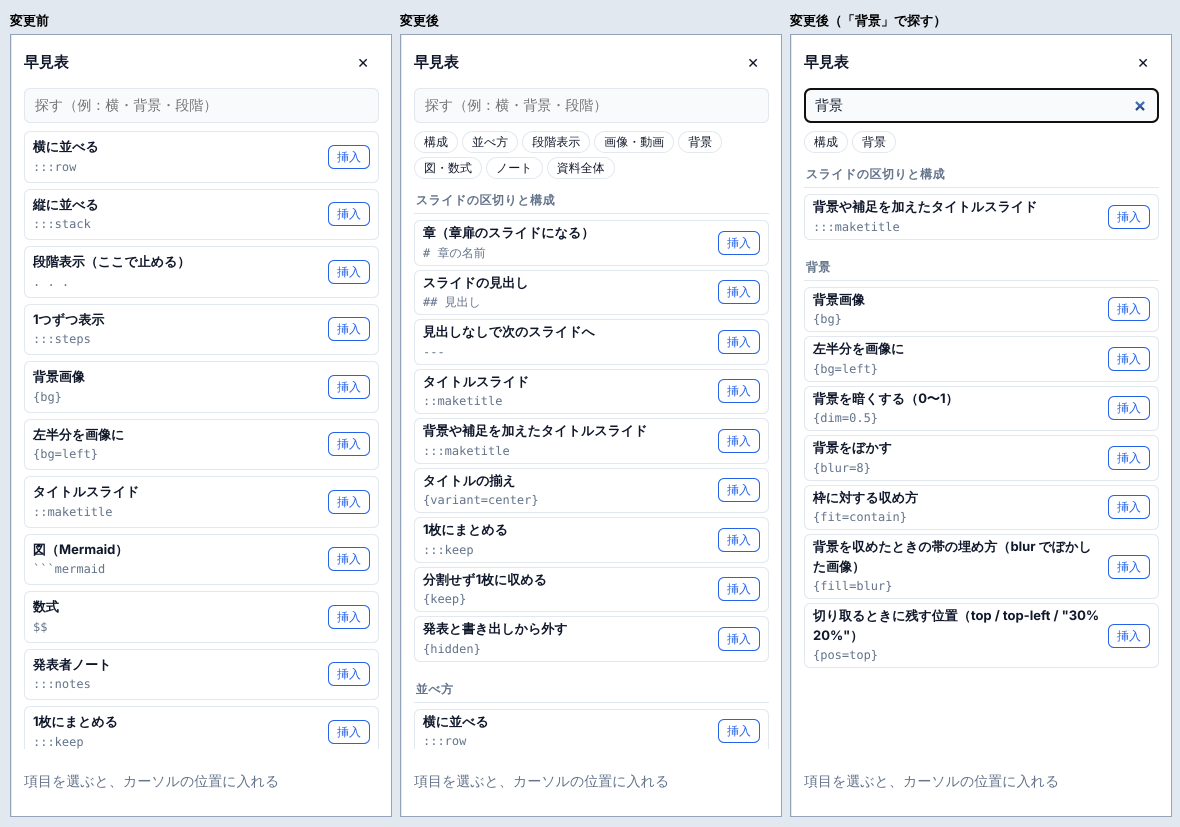 変更前
早見表
×
探す（例：横・背景・段階）
横に並べる
:::row
挿入
縦に並べる
:::stack
挿入
段階表示（ここで止める）
. . .
挿入
1つずつ表示
:::steps
挿入
背景画像
{bg}
挿入
左半分を画像に
{bg=left}
挿入
タイトルスライド
::maketitle
挿入
図（Mermaid）
```mermaid
挿入
数式
$$
挿入
発表者ノート
:::notes
挿入
1枚にまとめる
:::keep
挿入
項目を選ぶと、カーソルの位置に入れる
変更後
早見表
×
探す（例：横・背景・段階）
構成 並べ方 段階表示 画像・動画 背景
図・数式 ノート 資料全体
スライドの区切りと構成
章（章扉のスライドになる）
# 章の名前
挿入
スライドの見出し
## 見出し
挿入
見出しなしで次のスライドへ
---
挿入
タイトルスライド
::maketitle
挿入
背景や補足を加えたタイトルスライド
:::maketitle
挿入
タイトルの揃え
{variant=center}
挿入
1枚にまとめる
:::keep
挿入
分割せず1枚に収める
{keep}
挿入
発表と書き出しから外す
{hidden}
挿入
並べ方
横に並べる
:::row
挿入
項目を選ぶと、カーソルの位置に入れる
変更後（「背景」で探す）
早見表
×
背景
×
構成 背景
スライドの区切りと構成
背景や補足を加えたタイトルスライド
:::maketitle
挿入
背景
背景画像
{bg}
挿入
左半分を画像に
{bg=left}
挿入
背景を暗くする（0〜1）
{dim=0.5}
挿入
背景をぼかす
{blur=8}
挿入
枠に対する収め方
{fit=contain}
挿入
背景を収めたときの帯の埋め方（blur でぼかし
た画像）
{fill=blur}
挿入
切り取るときに残す位置（top / top-left / "30%
20%"）
{pos=top}
挿入
項目を選ぶと、カーソルの位置に入れる